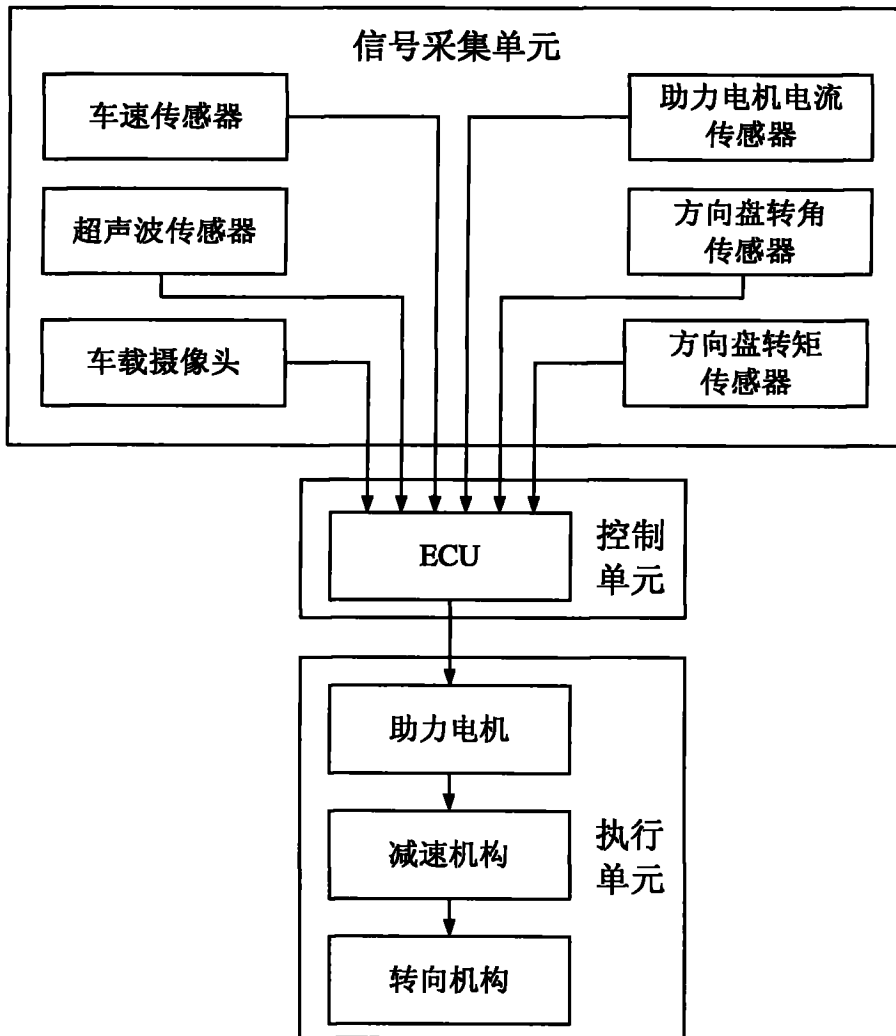 信号采集单元
车速传感器
助力电机电流
传感器
超声波传感器
方向盘转角
传感器
车载摄像头
方向盘转矩
传感器
ECU
控制
单元
助力电机
减速机构
执行
单元
转向机构